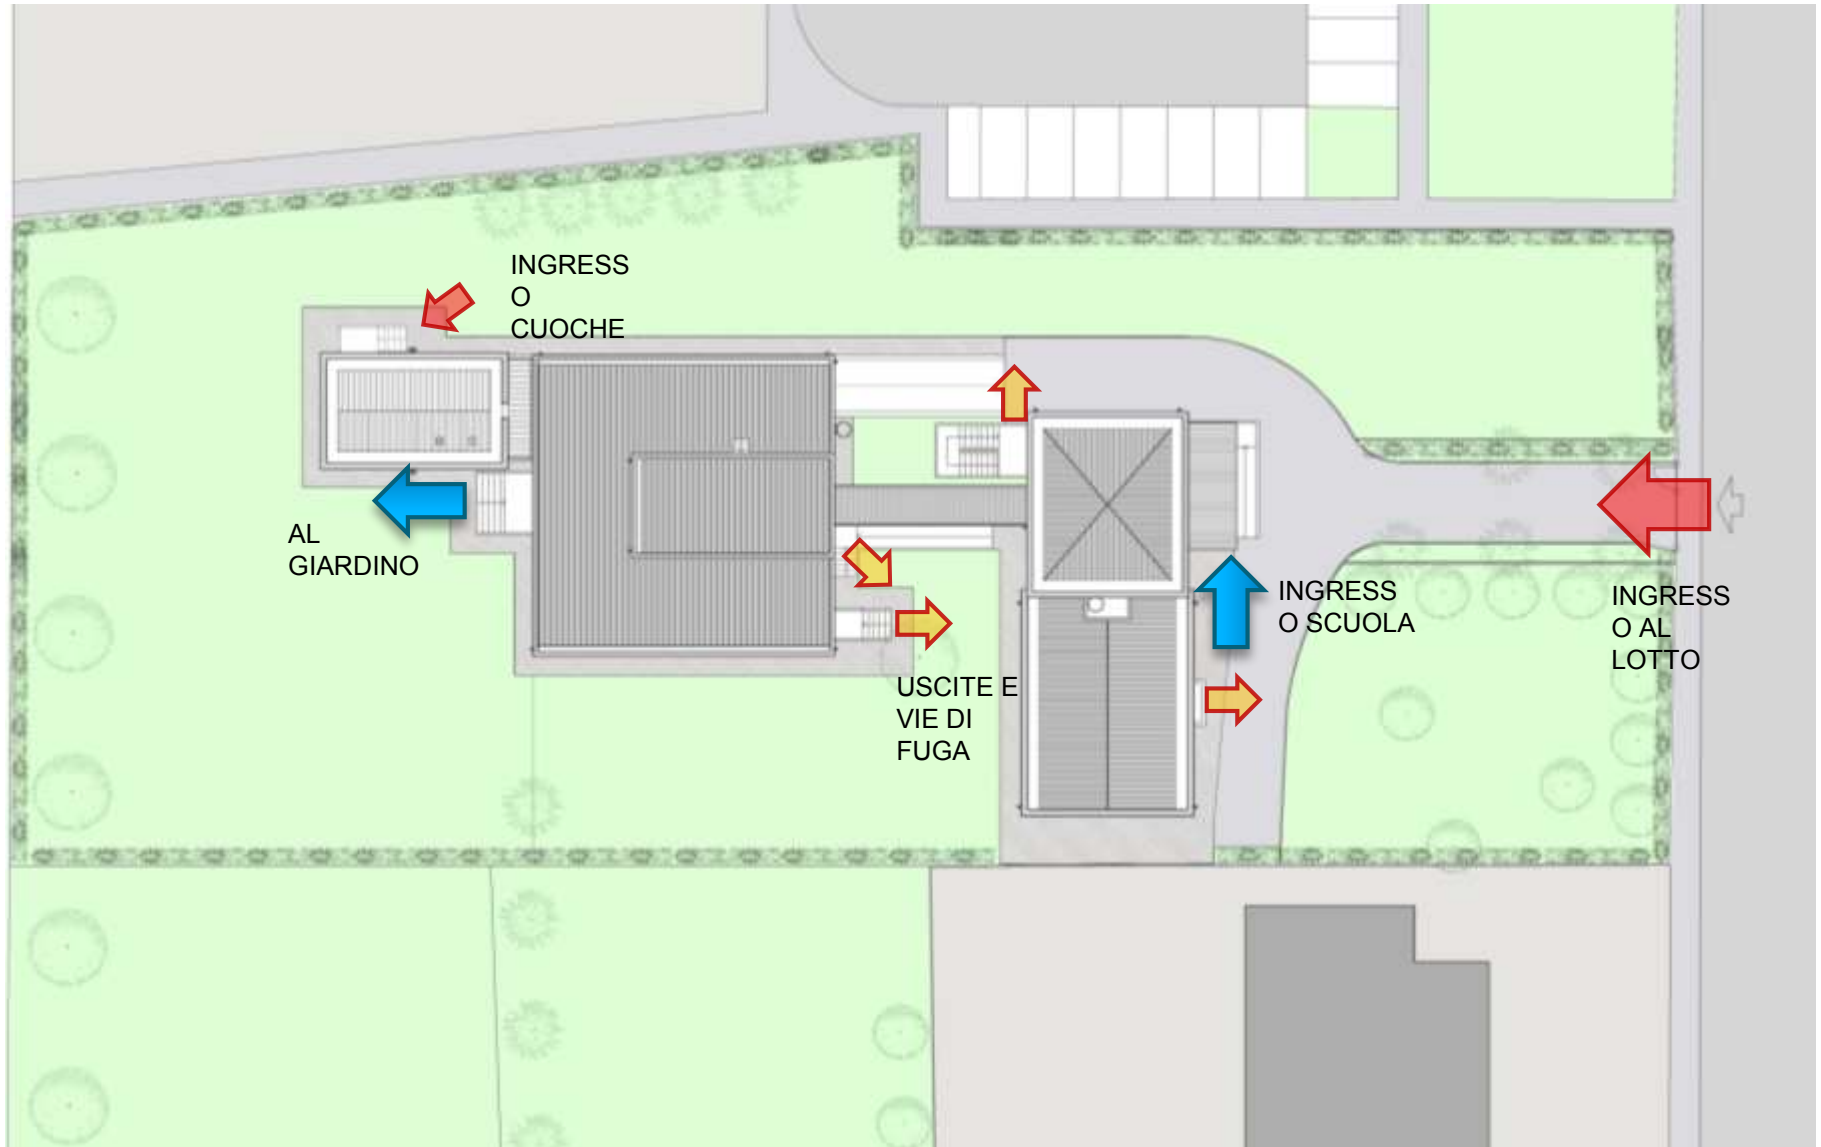 INGRESS
O
CUOCHE
AL
GIARDINO
INGRESS
O SCUOLA
INGRESS
O AL
LOTTO
USCITE E
VIE DI
FUGA